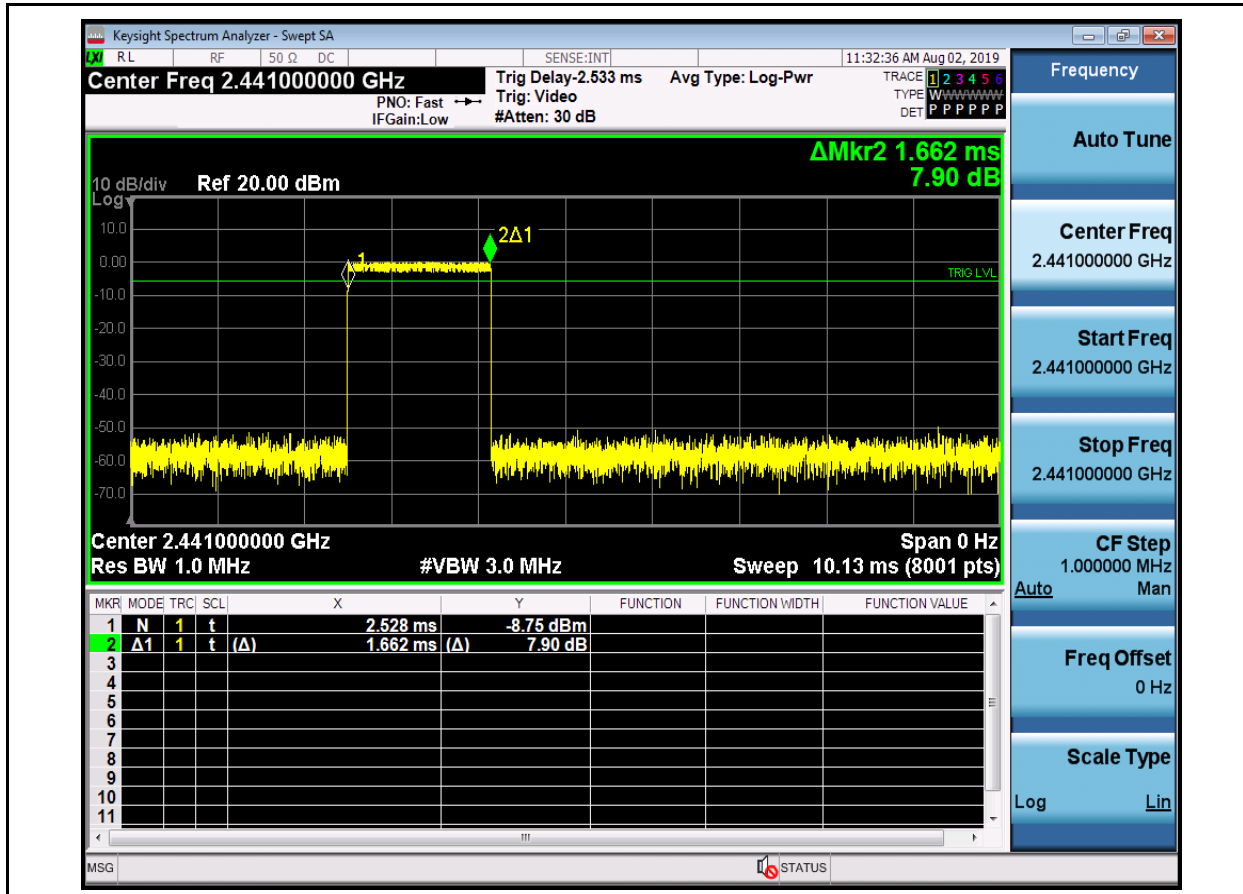 Keysight Spectrum Analyzer - Swept SA
LXI RL RF 50 Ω DC SENSE:INT 11:32:36 AM Aug 02, 2019
Center Freq 2.441000000 GHz
PNO: Fast
IFGain:Low
Trig Delay-2.533 ms
Trig: Video
#Atten: 30 dB
Avg Type: Log-Pwr
TRACE 1 2 3 4 5 6
TYPE WWWWWW
DET P P P P P P
ΔMkr2 1.662 ms
7.90 dB
10 dB/div Ref 20.00 dBm
Log
10.0
0.00
-10.0
-20.0
-30.0
-40.0
-50.0
-60.0
-70.0
1
2Δ1
TRIG LVL
Center 2.441000000 GHz Span 0 Hz
Res BW 1.0 MHz #VBW 3.0 MHz Sweep 10.13 ms (8001 pts)
MKR MODE TRC SCL X Y FUNCTION FUNCTION WIDTH FUNCTION VALUE
1 N 1 t 2.528 ms -8.75 dBm
2 Δ1 1 t (Δ) 1.662 ms (Δ) 7.90 dB
3
4
5
6
7
8
9
10
11
MSG STATUS
Frequency
Auto Tune
Center Freq
2.441000000 GHz
Start Freq
2.441000000 GHz
Stop Freq
2.441000000 GHz
CF Step
1.000000 MHz
Auto Man
Freq Offset
0 Hz
Scale Type
Log Lin